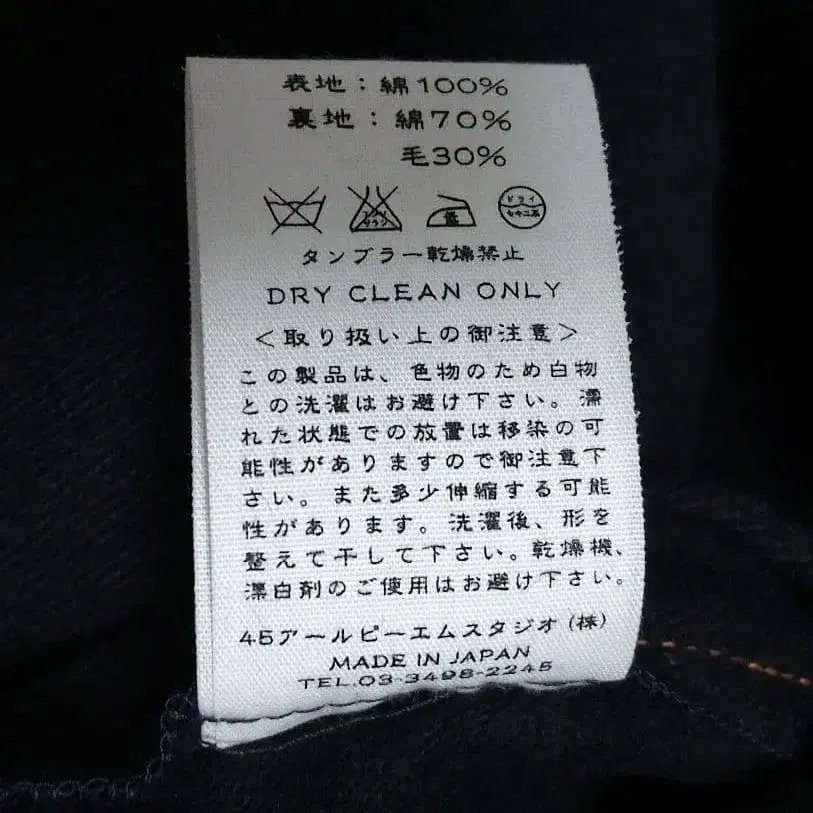 表地：綿100%
裏地：綿70%
毛30%
低 ドライ セキユ系
タンブラー乾燥禁止
DRY CLEAN ONLY
＜取り扱い上の御注意＞
この製品は、色物のため白物
との洗濯はお避け下さい。濡
れた状態での放置は移染の可
能性がありますので御注意下
さい。また多少伸縮する可能
性があります。洗濯後、形を
整えて干して下さい。乾燥機、
漂白剤のご使用はお避け下さい。
45アールピーエムスタジオ(株)
MADE IN JAPAN
TEL.03-3498-2245